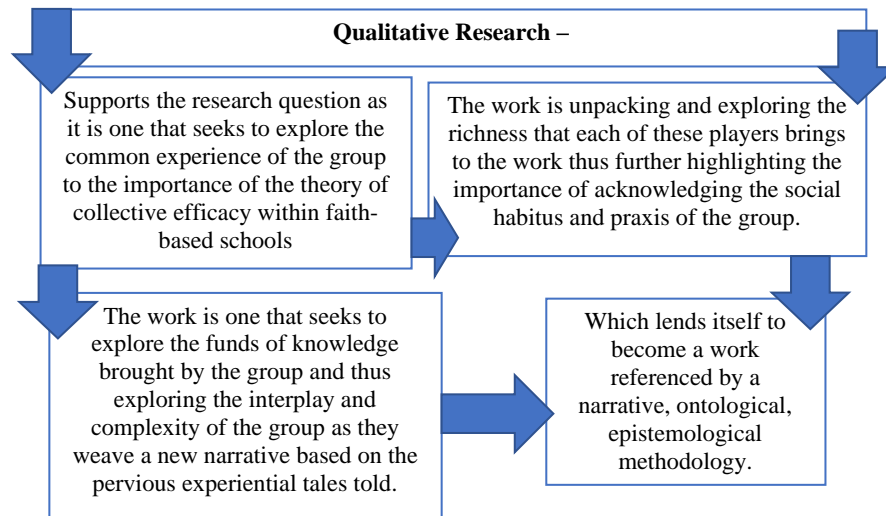 Qualitative Research –
Supports the research question as
it is one that seeks to explore the
common experience of the group
to the importance of the theory of
collective efficacy within faith-
based schools
The work is unpacking and exploring the
richness that each of these players brings
to the work thus further highlighting the
importance of acknowledging the social
habitus and praxis of the group.
The work is one that seeks to
explore the funds of knowledge
brought by the group and thus
exploring the interplay and
complexity of the group as they
weave a new narrative based on the
pervious experiential tales told.
Which lends itself to
become a work
referenced by a
narrative, ontological,
epistemological
methodology.